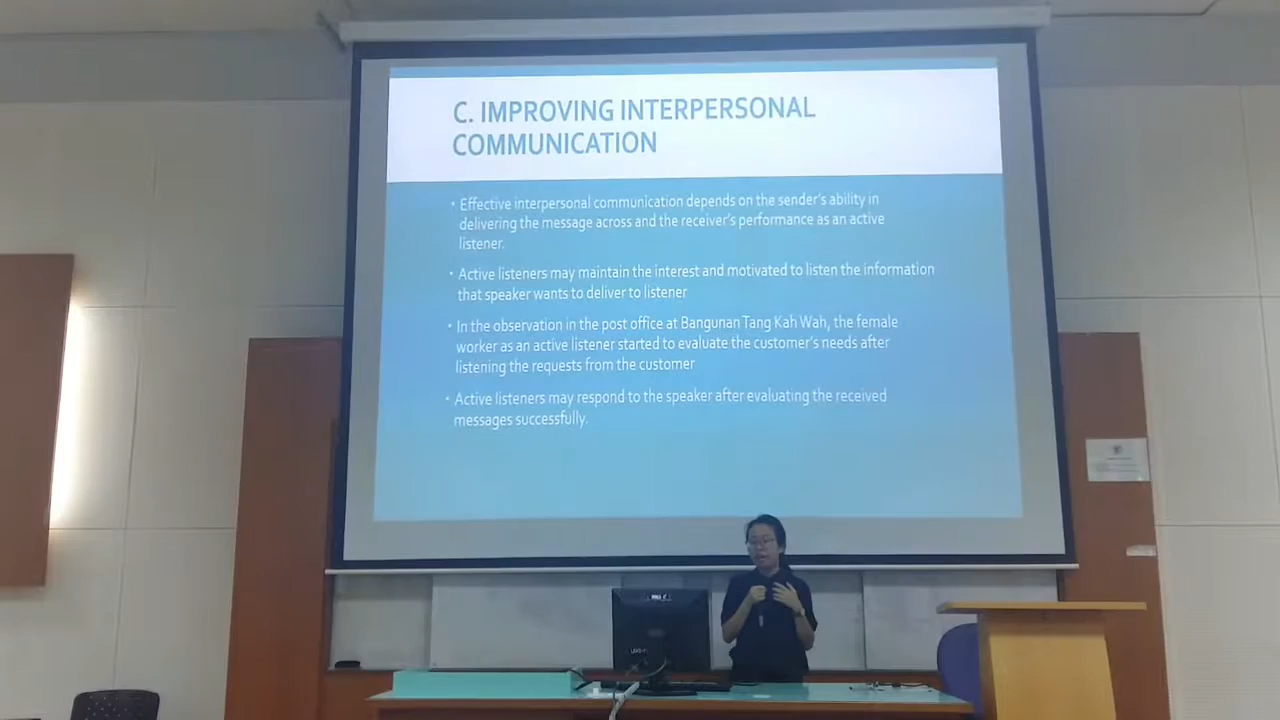 C. IMPROVING INTERPERSONAL
COMMUNICATION
• Effective interpersonal communication depends on the sender's ability in
delivering the message across and the receiver's performance as an active
listener.
• Active listeners may maintain the interest and motivated to listen the information
that speaker wants to deliver to listener
• In the observation in the post office at Bangunan Tang Kah Wah, the female
worker as an active listener started to evaluate the customer's needs after
listening the requests from the customer
• Active listeners may respond to the speaker after evaluating the received
messages successfully.